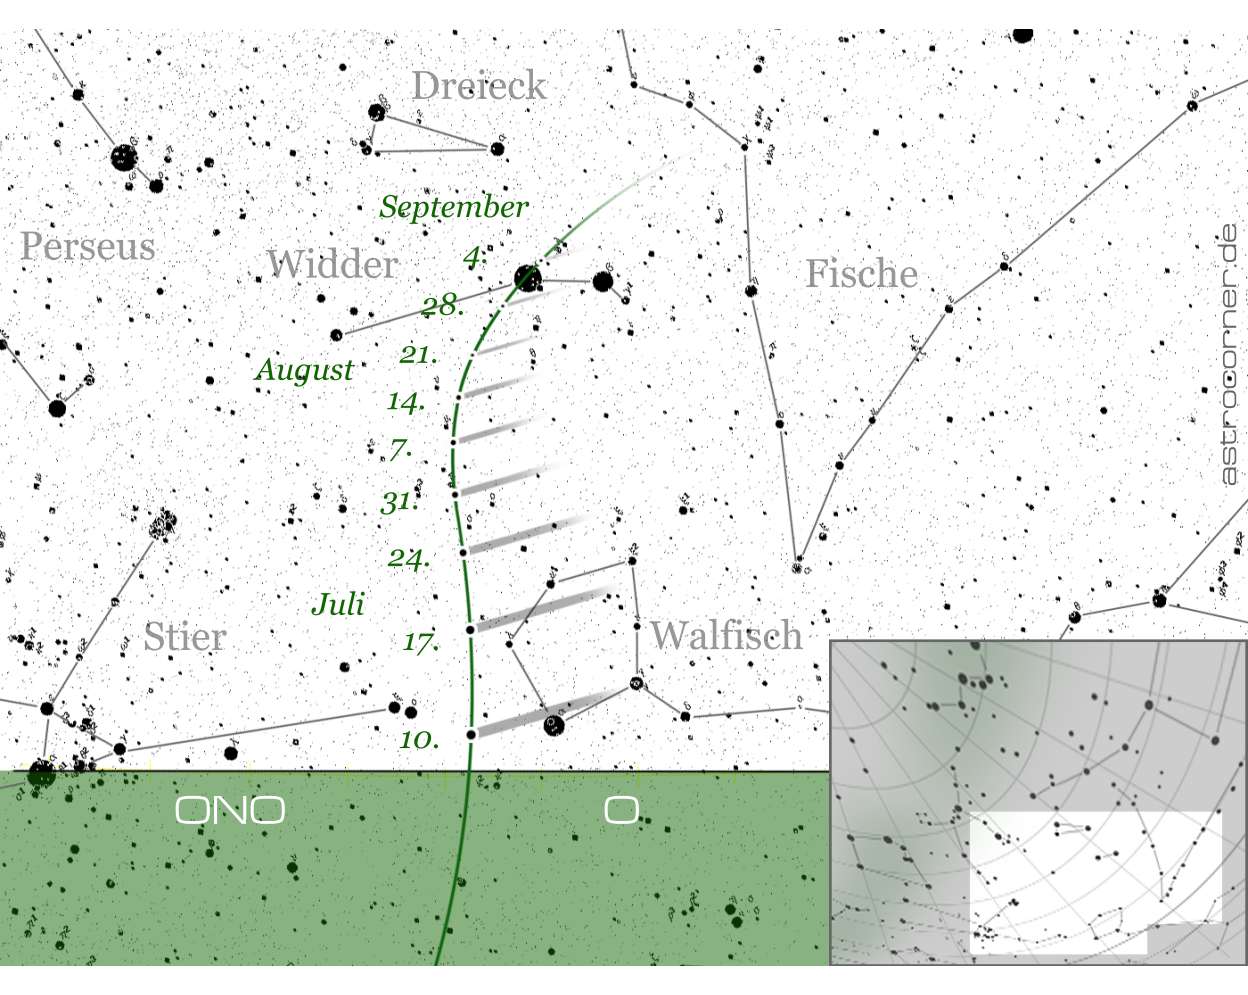 Dreieck
September
Perseus
Widder
4.
Fische
28.
21.
August
14.
7.
31.
24.
Juli
Stier
17.
Walfisch
10.
ONO
O
astrocorner.de